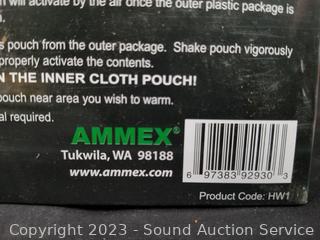 will activate by the air once the outer plastic package is
s pouch from the outer package. Shake pouch vigorously
properly activate the contents.
N THE INNER CLOTH POUCH!
pouch near area you wish to warm.
al required.
AMMEX®
Tukwila, WA 98188
www.ammex.com
6 97383 92930 3
Product Code: HW1
Copyright 2023 - Sound Auction Service